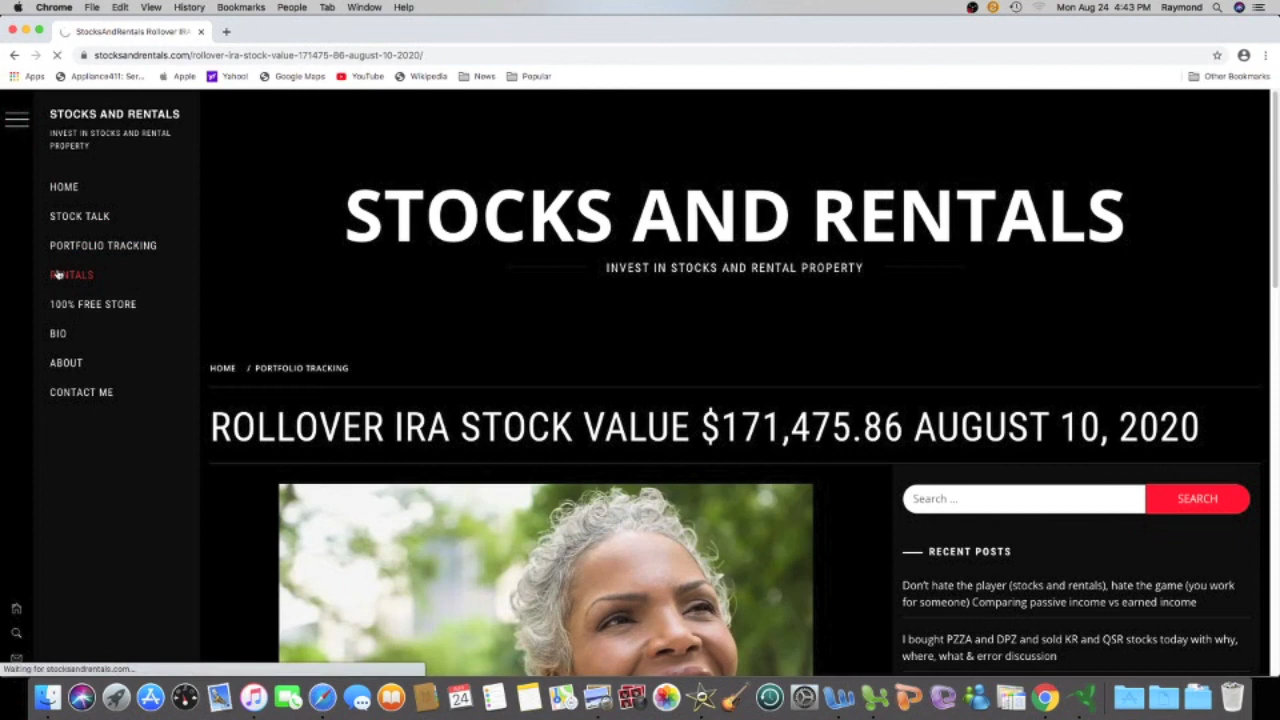 Chrome File Edit View History Bookmarks People Tab Window Help Mon Aug 24 4:43 PM Raymond
StocksAndRentals Rollover IRA
stocksandrentals.com/rollover-ira-stock-value-171475-86-august-10-2020/
Apps Appliance411: Ser... Apple Yahoo! Google Maps YouTube Wikipedia News Popular Other Bookmarks
STOCKS AND RENTALS
INVEST IN STOCKS AND RENTAL
PROPERTY
HOME
STOCK TALK
PORTFOLIO TRACKING
RENTALS
100% FREE STORE
BIO
ABOUT
CONTACT ME
STOCKS AND RENTALS
INVEST IN STOCKS AND RENTAL PROPERTY
HOME / PORTFOLIO TRACKING
ROLLOVER IRA STOCK VALUE $171,475.86 AUGUST 10, 2020
Search ... SEARCH
RECENT POSTS
Don't hate the player (stocks and rentals), hate the game (you work
for someone) Comparing passive income vs earned income
I bought PZZA and DPZ and sold KR and QSR stocks today with why,
where, what & error discussion
Waiting for stocksandrentals.com...
24